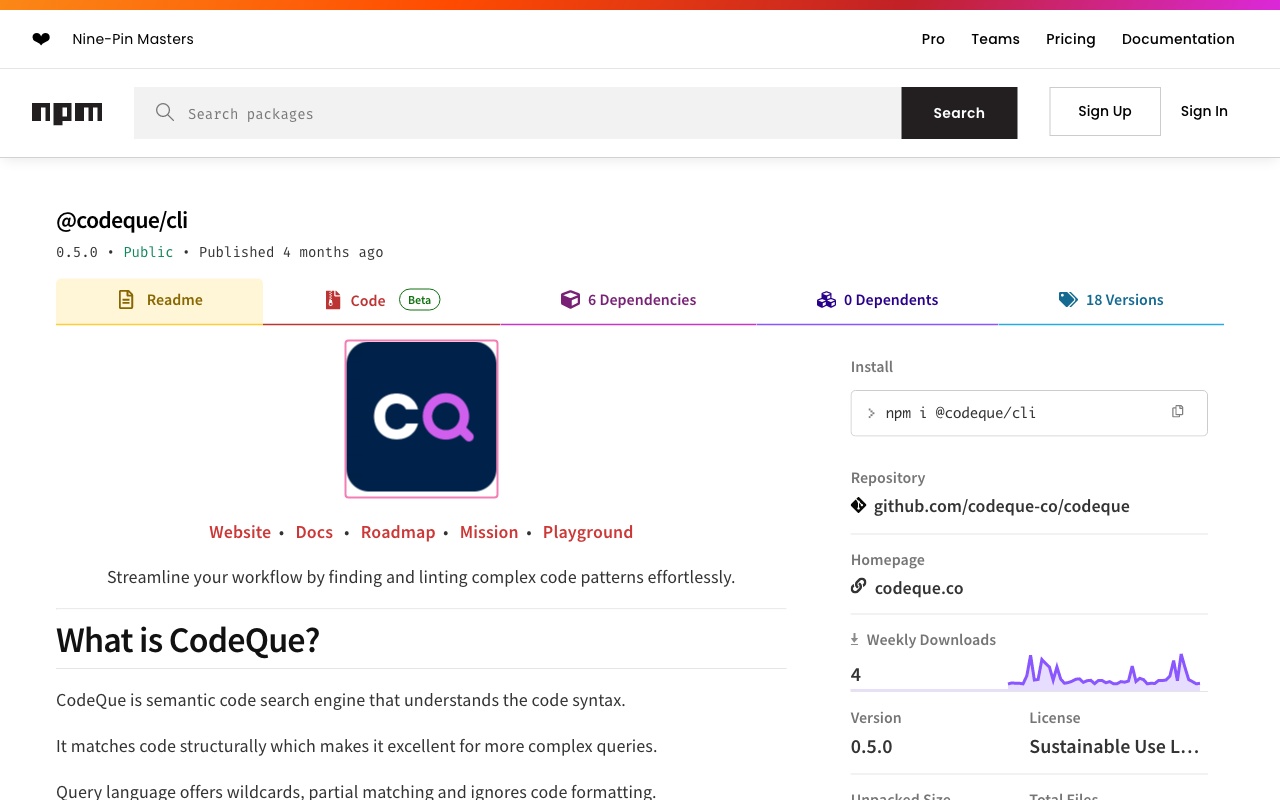 ❤ Nine-Pin Masters
Pro Teams Pricing Documentation
npm
Search packages
Search
Sign Up
Sign In
@codeque/cli
0.5.0 • Public • Published 4 months ago
Readme
Code Beta
6 Dependencies
0 Dependents
18 Versions
CQ
Website • Docs • Roadmap • Mission • Playground
Streamline your workflow by finding and linting complex code patterns effortlessly.
What is CodeQue?
CodeQue is semantic code search engine that understands the code syntax.
It matches code structurally which makes it excellent for more complex queries.
Query language offers wildcards, partial matching and ignores code formatting.
Install
> npm i @codeque/cli
Repository
github.com/codeque-co/codeque
Homepage
codeque.co
Weekly Downloads
4
Version
0.5.0
License
Sustainable Use L…
Unpacked Size
Total Files